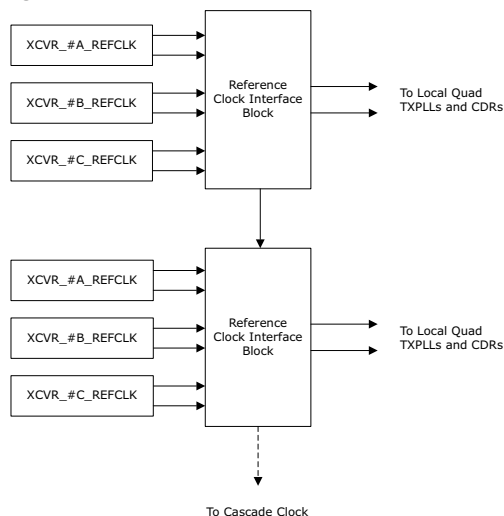 XCVR_#A_REFCLK
XCVR_#B_REFCLK
XCVR_#C_REFCLK
Reference
Clock Interface
Block
To Local Quad
TXPLLs and CDRs
XCVR_#A_REFCLK
XCVR_#B_REFCLK
XCVR_#C_REFCLK
Reference
Clock Interface
Block
To Local Quad
TXPLLs and CDRs
To Cascade Clock